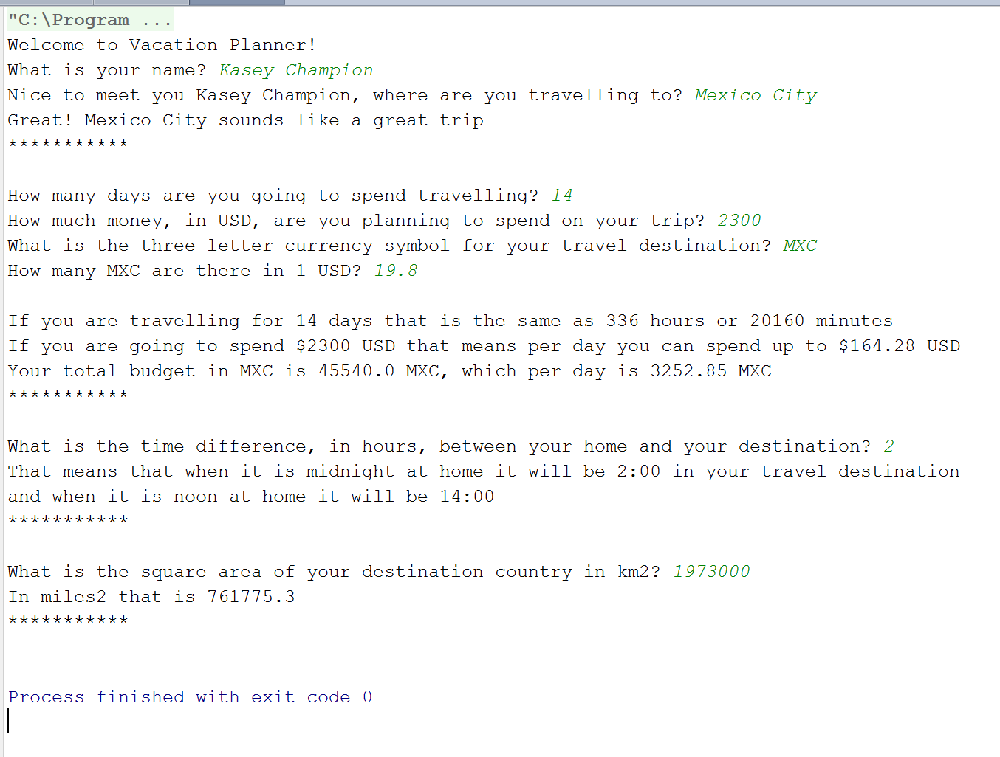 "C:\Program ...
Welcome to Vacation Planner!
What is your name? Kasey Champion
Nice to meet you Kasey Champion, where are you travelling to? Mexico City
Great! Mexico City sounds like a great trip
***********
How many days are you going to spend travelling? 14
How much money, in USD, are you planning to spend on your trip? 2300
What is the three letter currency symbol for your travel destination? MXC
How many MXC are there in 1 USD? 19.8
If you are travelling for 14 days that is the same as 336 hours or 20160 minutes
If you are going to spend $2300 USD that means per day you can spend up to $164.28 USD
Your total budget in MXC is 45540.0 MXC, which per day is 3252.85 MXC
***********
What is the time difference, in hours, between your home and your destination? 2
That means that when it is midnight at home it will be 2:00 in your travel destination
and when it is noon at home it will be 14:00
***********
What is the square area of your destination country in km2? 1973000
In miles2 that is 761775.3
***********
Process finished with exit code 0